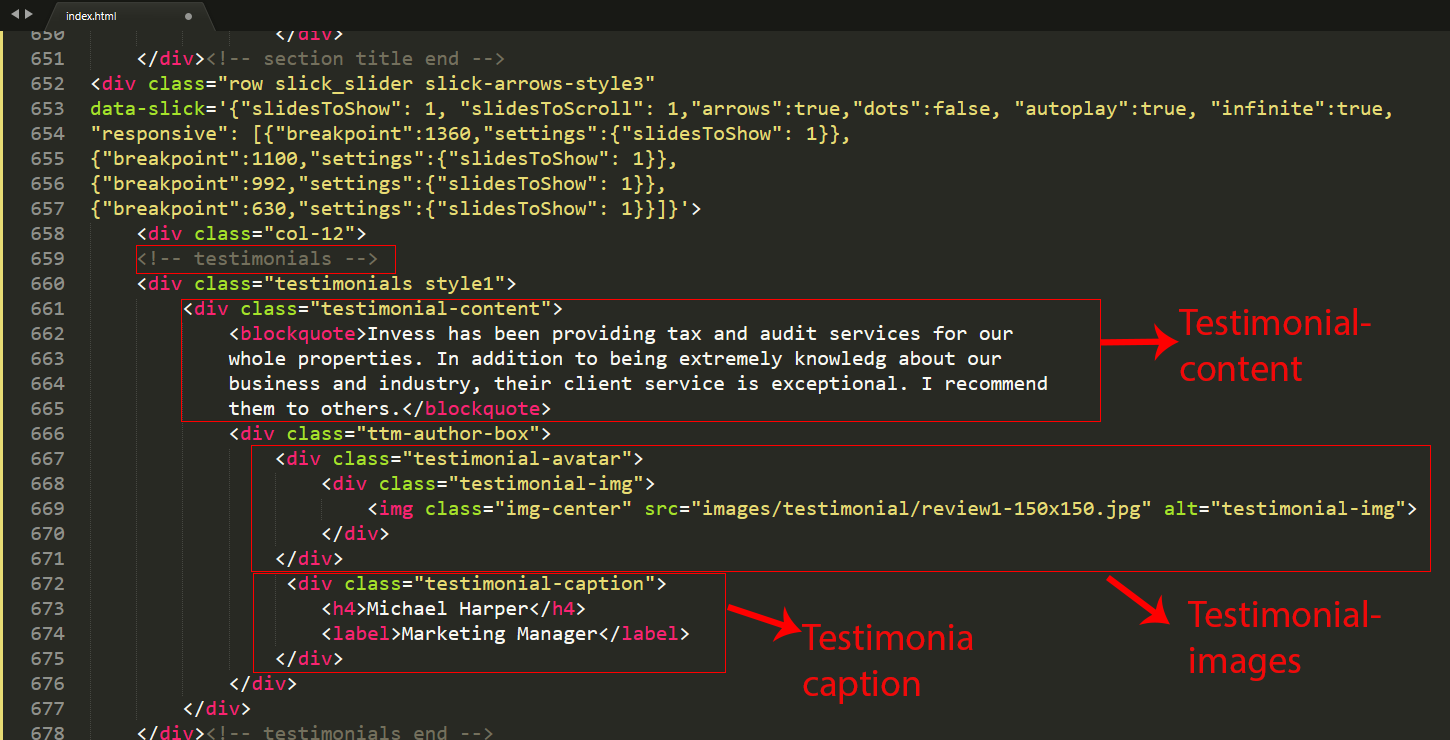 index.html
650 </div>
651 </div><!-- section title end -->
652 <div class="row slick_slider slick-arrows-style3"
653 data-slick='{"slidesToShow": 1, "slidesToScroll": 1,"arrows":true,"dots":false, "autoplay":true, "infinite":true,
654 "responsive": [{"breakpoint":1360,"settings":{"slidesToShow": 1}},
655 {"breakpoint":1100,"settings":{"slidesToShow": 1}},
656 {"breakpoint":992,"settings":{"slidesToShow": 1}},
657 {"breakpoint":630,"settings":{"slidesToShow": 1}}]}'>
658 <div class="col-12">
659 <!-- testimonials -->
660 <div class="testimonials style1">
661 <div class="testimonial-content">
662 <blockquote>Invess has been providing tax and audit services for our
663 whole properties. In addition to being extremely knowledg about our
664 business and industry, their client service is exceptional. I recommend
665 them to others.</blockquote>
Testimonial-
content
666 <div class="ttm-author-box">
667 <div class="testimonial-avatar">
668 <div class="testimonial-img">
669 <img class="img-center" src="images/testimonial/review1-150x150.jpg" alt="testimonial-img">
670 </div>
671 </div>
Testimonial-
images
672 <div class="testimonial-caption">
673 <h4>Michael Harper</h4>
674 <label>Marketing Manager</label>
675 </div>
Testimonia
caption
676 </div>
677 </div>
678 </div><!-- testimonials end -->